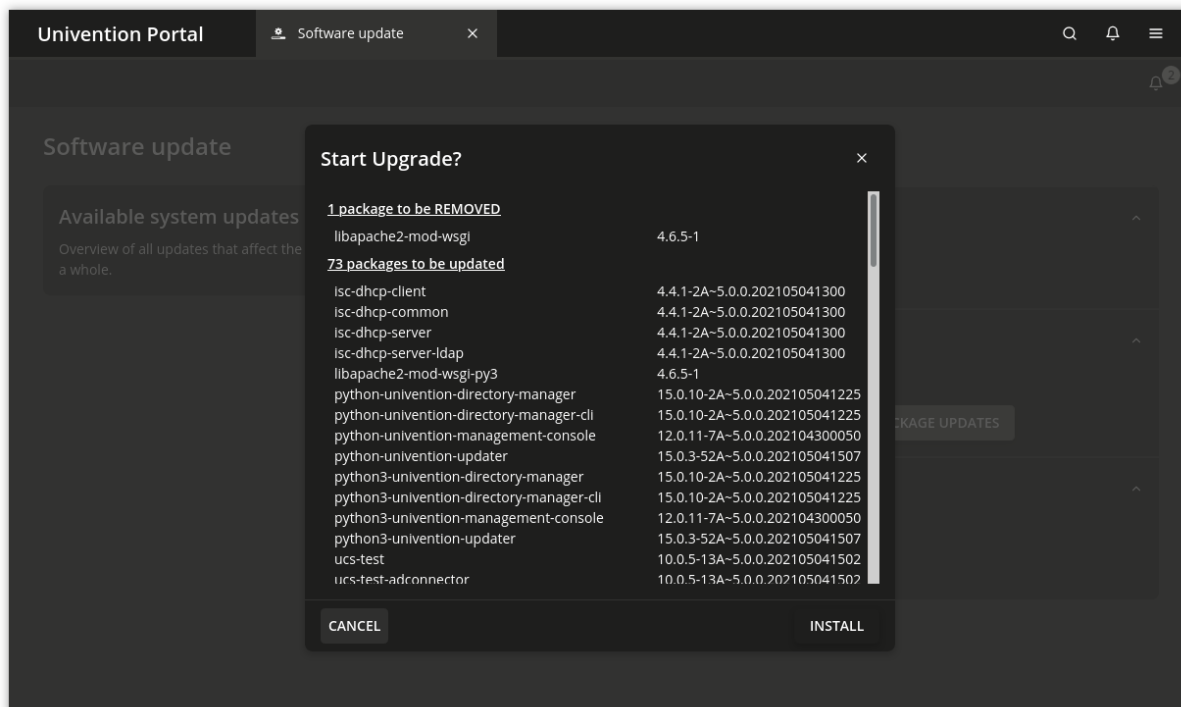 Univention Portal
Software update
2
Software update
Available system updates
Overview of all updates that affect the
a whole.
Start Upgrade?
1 package to be REMOVED
libapache2-mod-wsgi 4.6.5-1
73 packages to be updated
isc-dhcp-client 4.4.1-2A~5.0.0.202105041300
isc-dhcp-common 4.4.1-2A~5.0.0.202105041300
isc-dhcp-server 4.4.1-2A~5.0.0.202105041300
isc-dhcp-server-ldap 4.4.1-2A~5.0.0.202105041300
libapache2-mod-wsgi-py3 4.6.5-1
python-univention-directory-manager 15.0.10-2A~5.0.0.202105041225
python-univention-directory-manager-cli 15.0.10-2A~5.0.0.202105041225
python-univention-management-console 12.0.11-7A~5.0.0.202104300050
python-univention-updater 15.0.3-52A~5.0.0.202105041507
python3-univention-directory-manager 15.0.10-2A~5.0.0.202105041225
python3-univention-directory-manager-cli 15.0.10-2A~5.0.0.202105041225
python3-univention-management-console 12.0.11-7A~5.0.0.202104300050
python3-univention-updater 15.0.3-52A~5.0.0.202105041507
ucs-test 10.0.5-13A~5.0.0.202105041502
ucs-test-adconnector 10.0.5-13A~5.0.0.202105041502
CKAGE UPDATES
CANCEL INSTALL